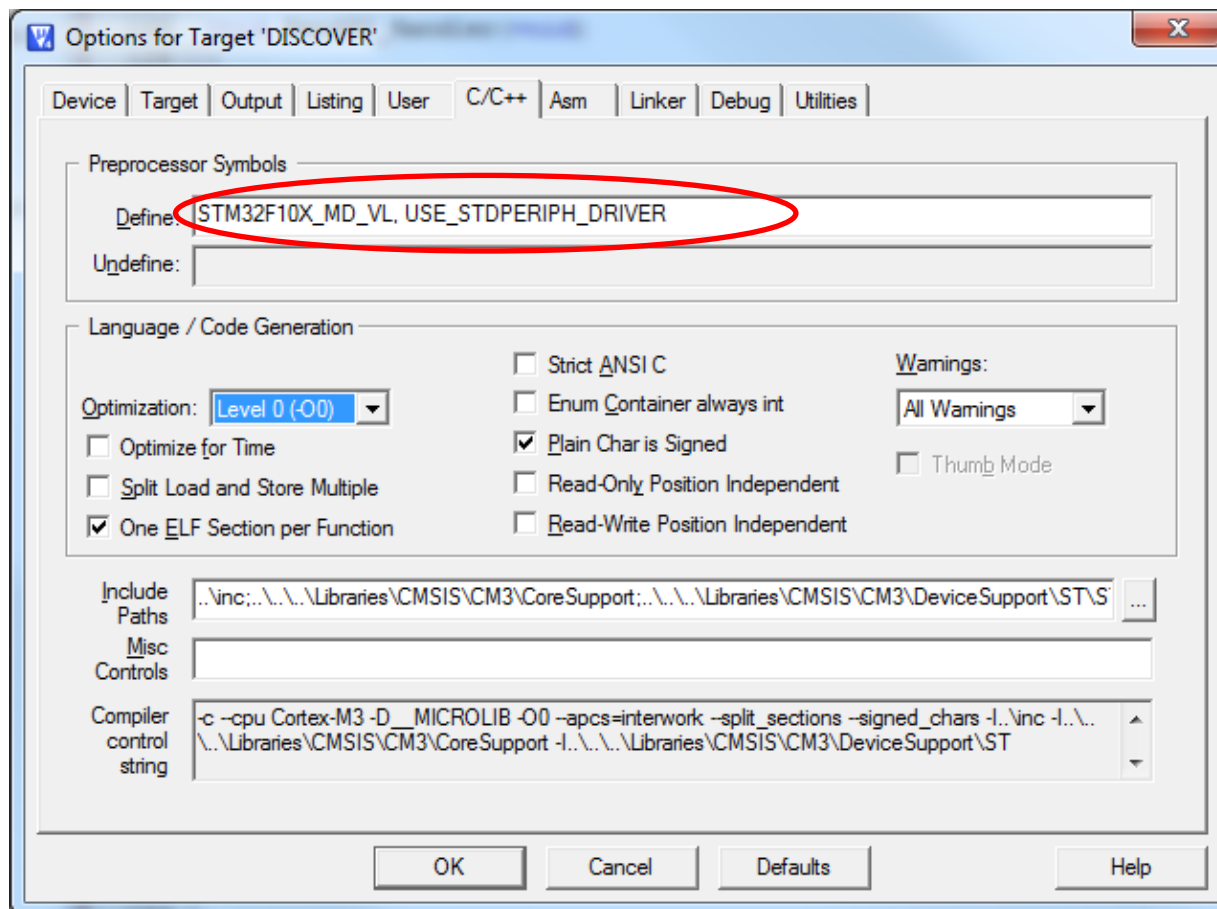 Options for Target 'DISCOVER'
Device Target Output Listing User C/C++ Asm Linker Debug Utilities
Preprocessor Symbols
Define: STM32F10X_MD_VL, USE_STDPERIPH_DRIVER
Undefine:
Language / Code Generation
Strict ANSI C Warnings:
Optimization: Level 0 (-O0) Enum Container always int All Warnings
Optimize for Time Plain Char is Signed
Split Load and Store Multiple Read-Only Position Independent Thumb Mode
One ELF Section per Function Read-Write Position Independent
Include Paths ..\inc;..\..\..\Libraries\CMSIS\CM3\CoreSupport;..\..\..\Libraries\CMSIS\CM3\DeviceSupport\ST\S ...
Misc Controls
Compiler control string -c --cpu Cortex-M3 -D__MICROLIB -O0 --apcs=interwork --split_sections --signed_chars -I..\inc -I..\..
\..\Libraries\CMSIS\CM3\CoreSupport -I..\..\..\Libraries\CMSIS\CM3\DeviceSupport\ST
OK Cancel Defaults Help